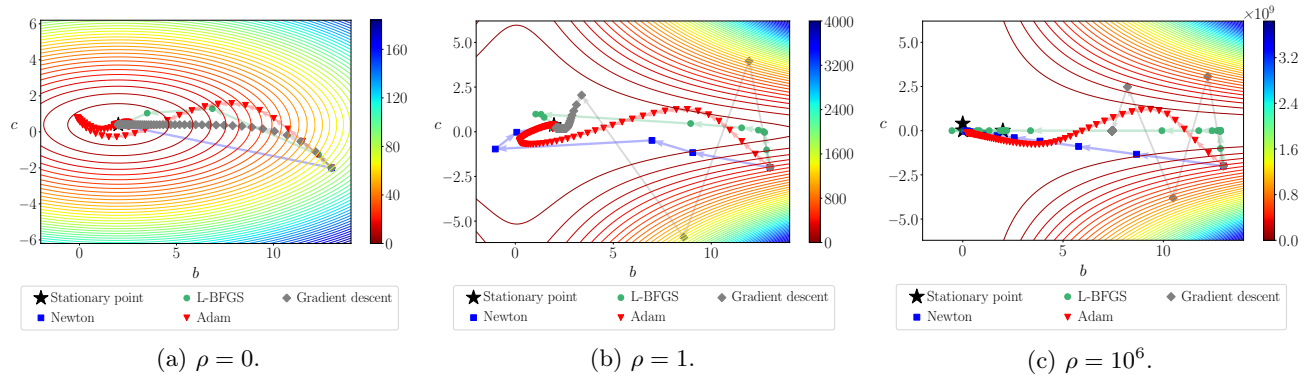 6
4
2
c 0
−2
−4
−6
0 5 10
b
160
120
80
40
0
Stationary point L-BFGS Gradient descent
Newton Adam
(a) ρ = 0.
5.0
2.5
c 0.0
−2.5
−5.0
0 5 10
b
4000
3200
2400
1600
800
0
Stationary point L-BFGS Gradient descent
Newton Adam
(b) ρ = 1.
5.0
2.5
c 0.0
−2.5
−5.0
0 5 10
b
×10⁹
3.2
2.4
1.6
0.8
0.0
Stationary point L-BFGS Gradient descent
Newton Adam
(c) ρ = 10⁶.